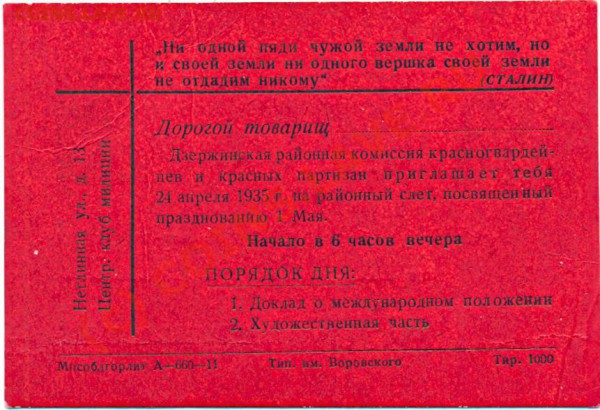 „Ни одной пяди чужой земли не хотим, но
и своей земли ни одного вершка своей земли
не отдадим никому“ (СТАЛИН)
Дорогой товарищ
Дзержинская районная комиссия красногвардей-
цев и красных партизан приглашает тебя
24 апреля 1935 г. на районный слет, посвященный
празднованию 1 Мая.
Начало в 6 часов вечера
ПОРЯДОК ДНЯ:
1. Доклад о международном положении
2. Художественная часть
Неглинная ул., д. 13
Центр. клуб милиции
Мособлгорлит А—660—11 Тип. им. Воровского Тир. 1000